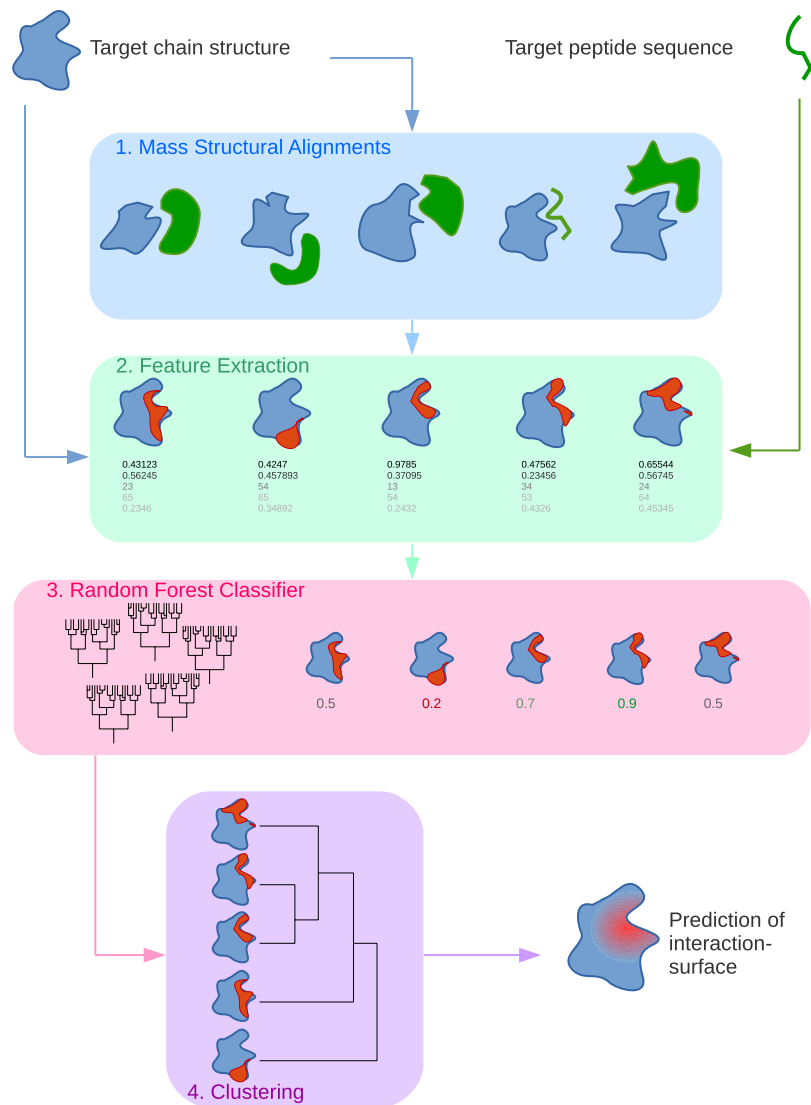 Target chain structure
Target peptide sequence
1. Mass Structural Alignments
2. Feature Extraction
0.43123 0.4247 0.9785 0.47562 0.65544
0.56245 0.457893 0.37095 0.23456 0.56745
23 54 13 34 24
65 65 54 53 64
0.2346 0.34892 0.2432 0.4326 0.45345
3. Random Forest Classifier
0.5 0.2 0.7 0.9 0.5
4. Clustering
Prediction of
interaction-
surface